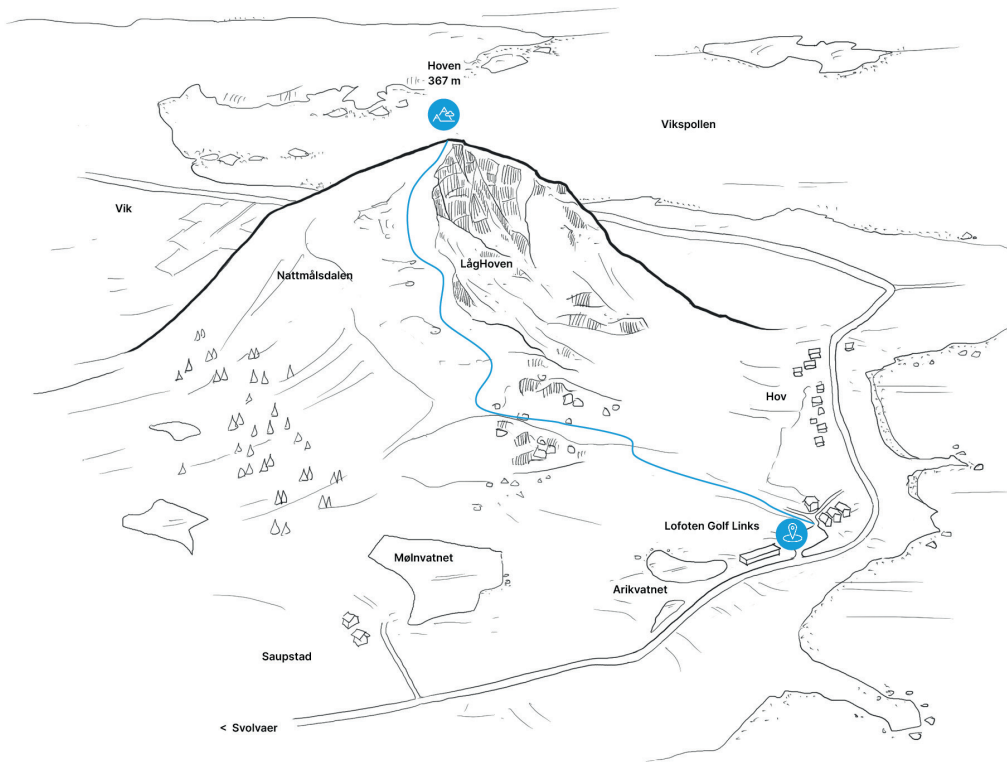 Hoven
367 m
Vikspollen
Vik
LågHoven
Nattmålsdalen
Hov
Lofoten Golf Links
Mølnvatnet
Arikvatnet
Saupstad
< Svolvaer